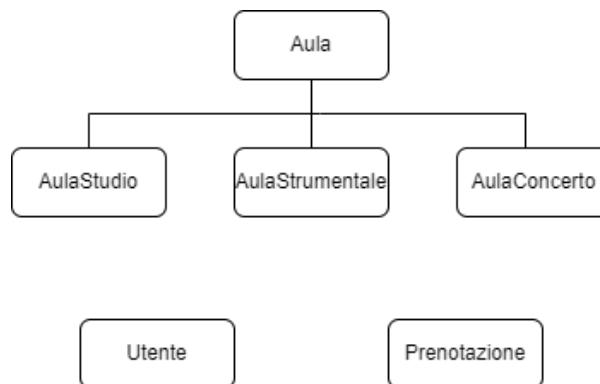 Aula
AulaStudio
AulaStrumentale
AulaConcerto
Utente
Prenotazione